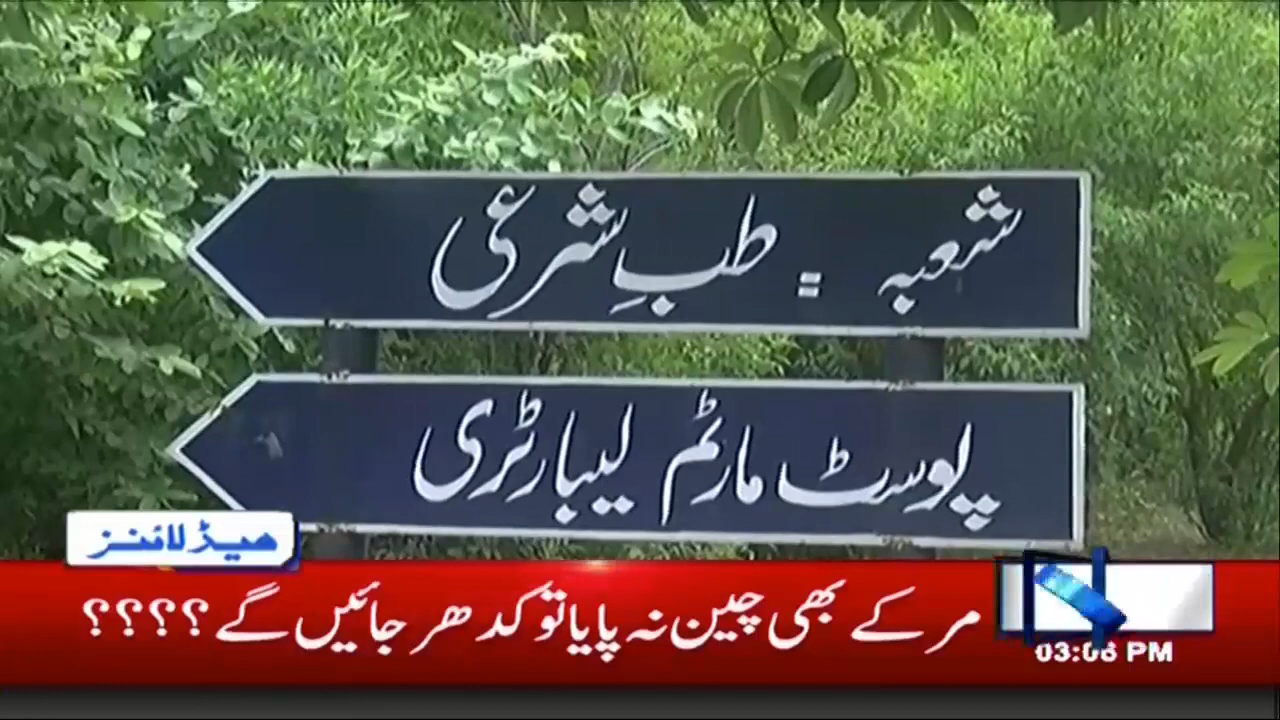 شعبہ : طبِ شرعی
پوسٹ مارٹم لیبارٹری
ھیڈ لائنز
مر کے بھی چین نہ پایا تو کدھر جائیں گے ؟؟؟؟
03:06 PM